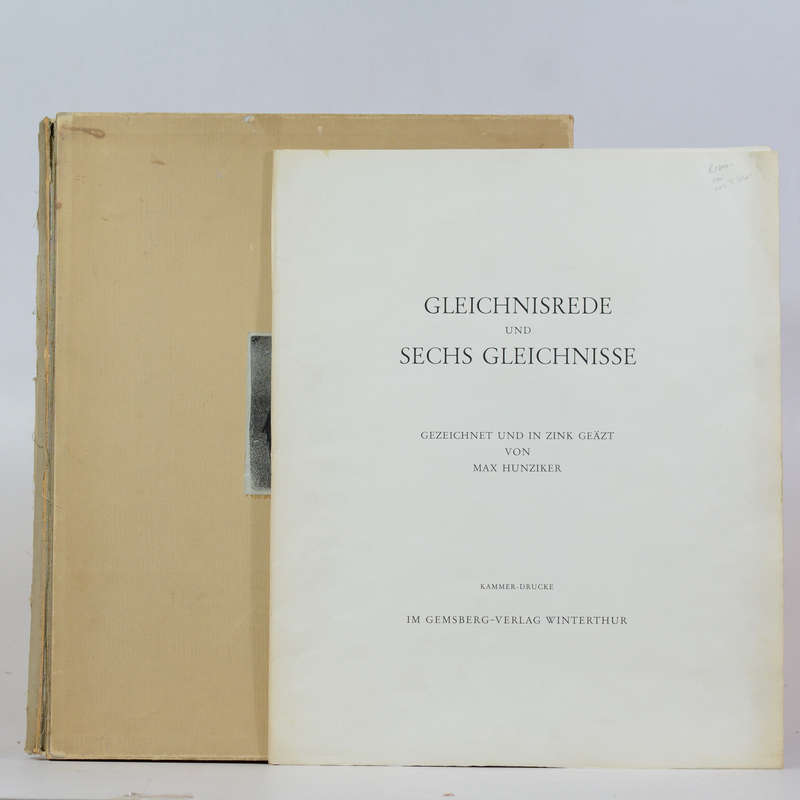 GLEICHNISREDE
UND
SECHS GLEICHNISSE
GEZEICHNET UND IN ZINK GEÄZT
VON
MAX HUNZIKER
KAMMER-DRUCKE
IM GEMSBERG-VERLAG WINTERTHUR